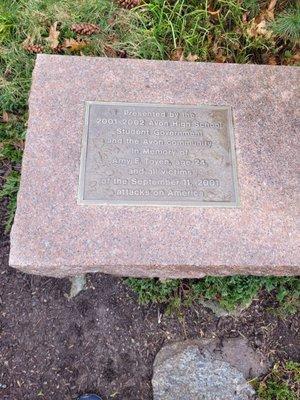 Presented by the
2001-2002 Avon High School
Student Government
and the Avon community
in Memory of
Amy E. Toyen, age 24,
and all victims
of the September 11, 2001
attacks on America